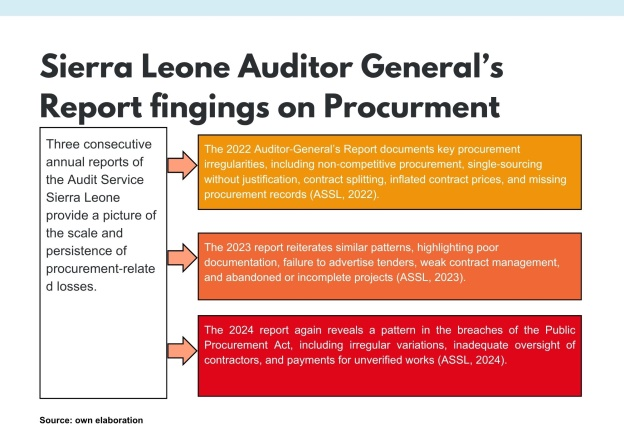 Sierra Leone Auditor General’s
Report fingings on Procurment
Three consecutive
annual reports of
the Audit Service
Sierra Leone
provide a picture of
the scale and
persistence of
procurement-relate
d losses.
The 2022 Auditor-General’s Report documents key procurement
irregularities, including non-competitive procurement, single-sourcing
without justification, contract splitting, inflated contract prices, and missing
procurement records (ASSL, 2022).
The 2023 report reiterates similar patterns, highlighting poor
documentation, failure to advertise tenders, weak contract management,
and abandoned or incomplete projects (ASSL, 2023).
The 2024 report again reveals a pattern in the breaches of the Public
Procurement Act, including irregular variations, inadequate oversight of
contractors, and payments for unverified works (ASSL, 2024).
Source: own elaboration